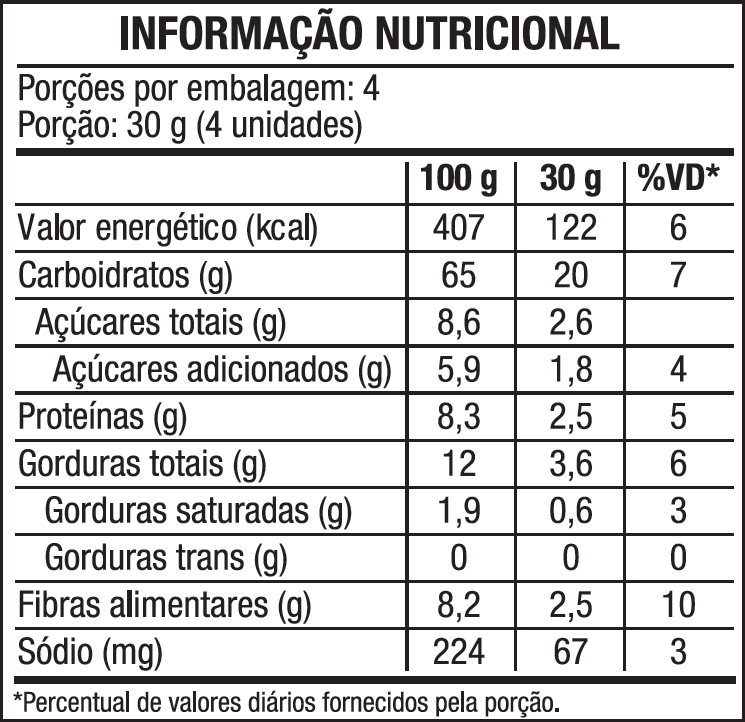 INFORMAÇÃO NUTRICIONAL
Porções por embalagem: 4
Porção: 30 g (4 unidades)
100 g 30 g %VD*
Valor energético (kcal) 407 122 6
Carboidratos (g) 65 20 7
Açúcares totais (g) 8,6 2,6
Açúcares adicionados (g) 5,9 1,8 4
Proteínas (g) 8,3 2,5 5
Gorduras totais (g) 12 3,6 6
Gorduras saturadas (g) 1,9 0,6 3
Gorduras trans (g) 0 0 0
Fibras alimentares (g) 8,2 2,5 10
Sódio (mg) 224 67 3
*Percentual de valores diários fornecidos pela porção.